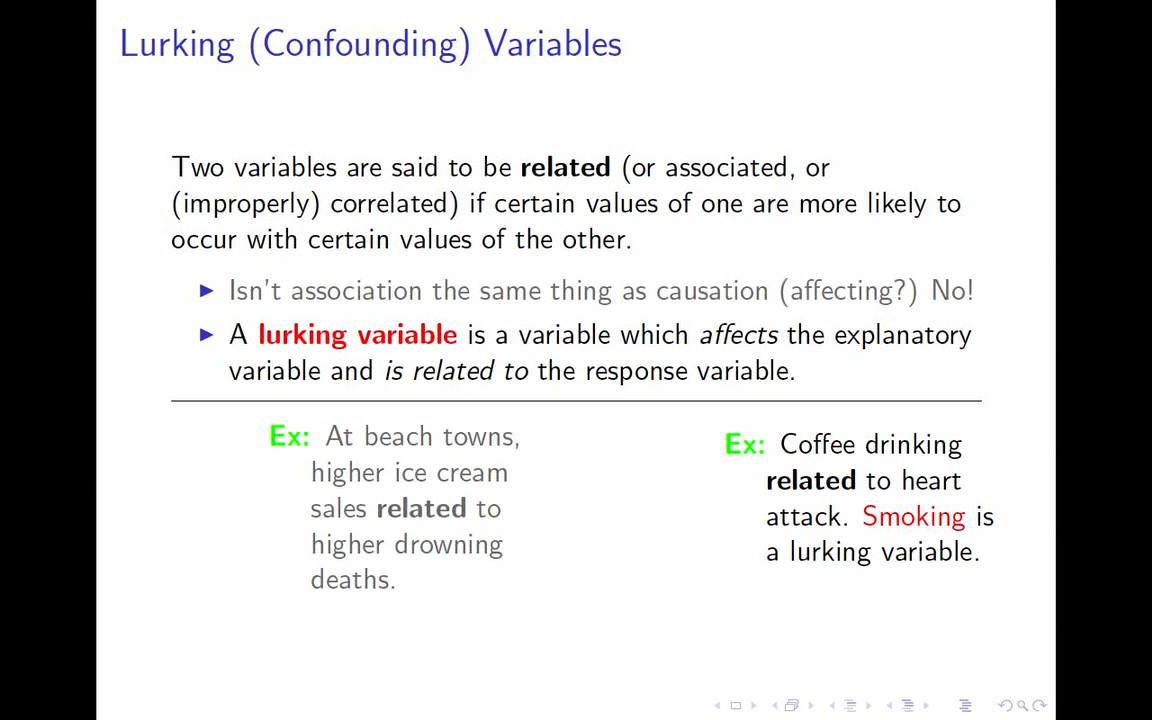 Lurking (Confounding) Variables
Two variables are said to be related (or associated, or
(improperly) correlated) if certain values of one are more likely to
occur with certain values of the other.
Isn't association the same thing as causation (affecting?) No!
A lurking variable is a variable which affects the explanatory
variable and is related to the response variable.
Ex: At beach towns,
higher ice cream
sales related to
higher drowning
deaths.
Ex: Coffee drinking
related to heart
attack. Smoking is
a lurking variable.